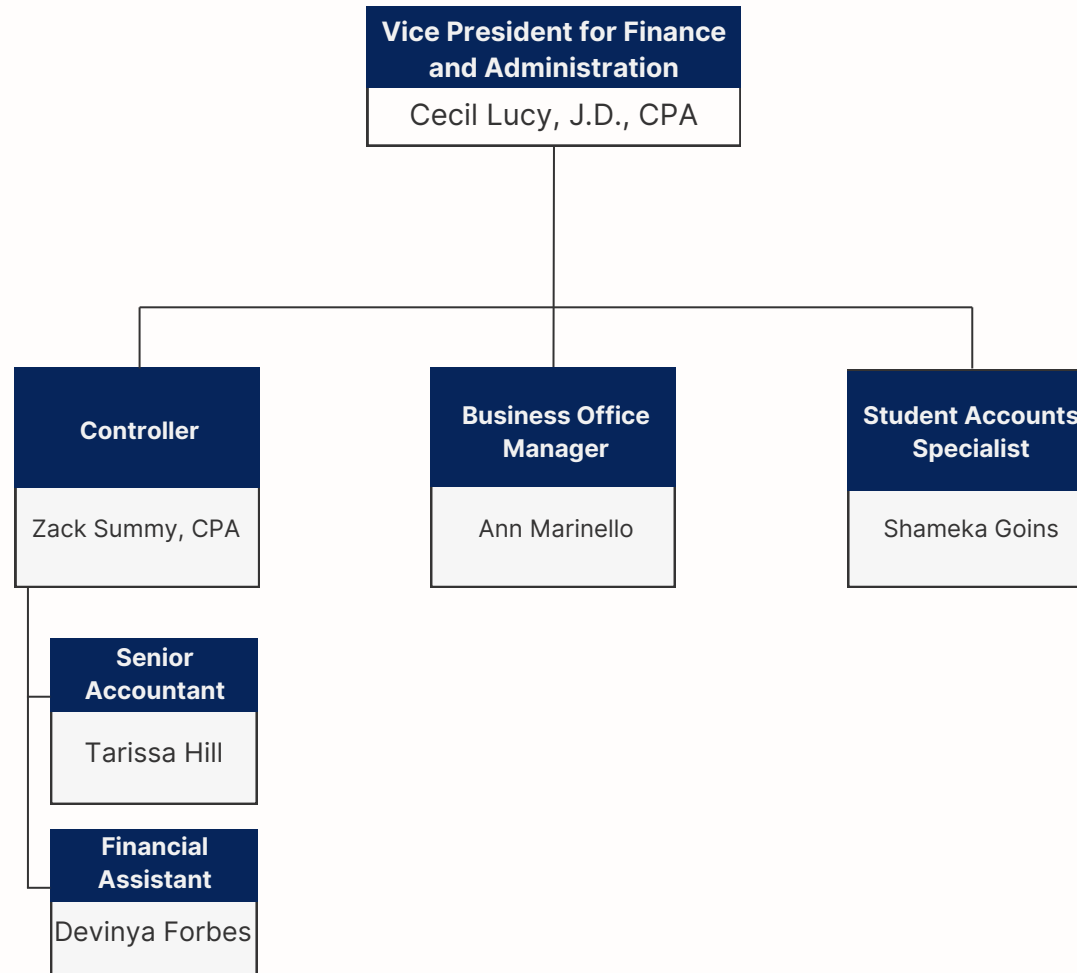 Vice President for Finance
and Administration
Cecil Lucy, J.D., CPA
Controller
Zack Summy, CPA
Business Office
Manager
Ann Marinello
Student Accounts
Specialist
Shameka Goins
Senior
Accountant
Tarissa Hill
Financial
Assistant
Devinya Forbes